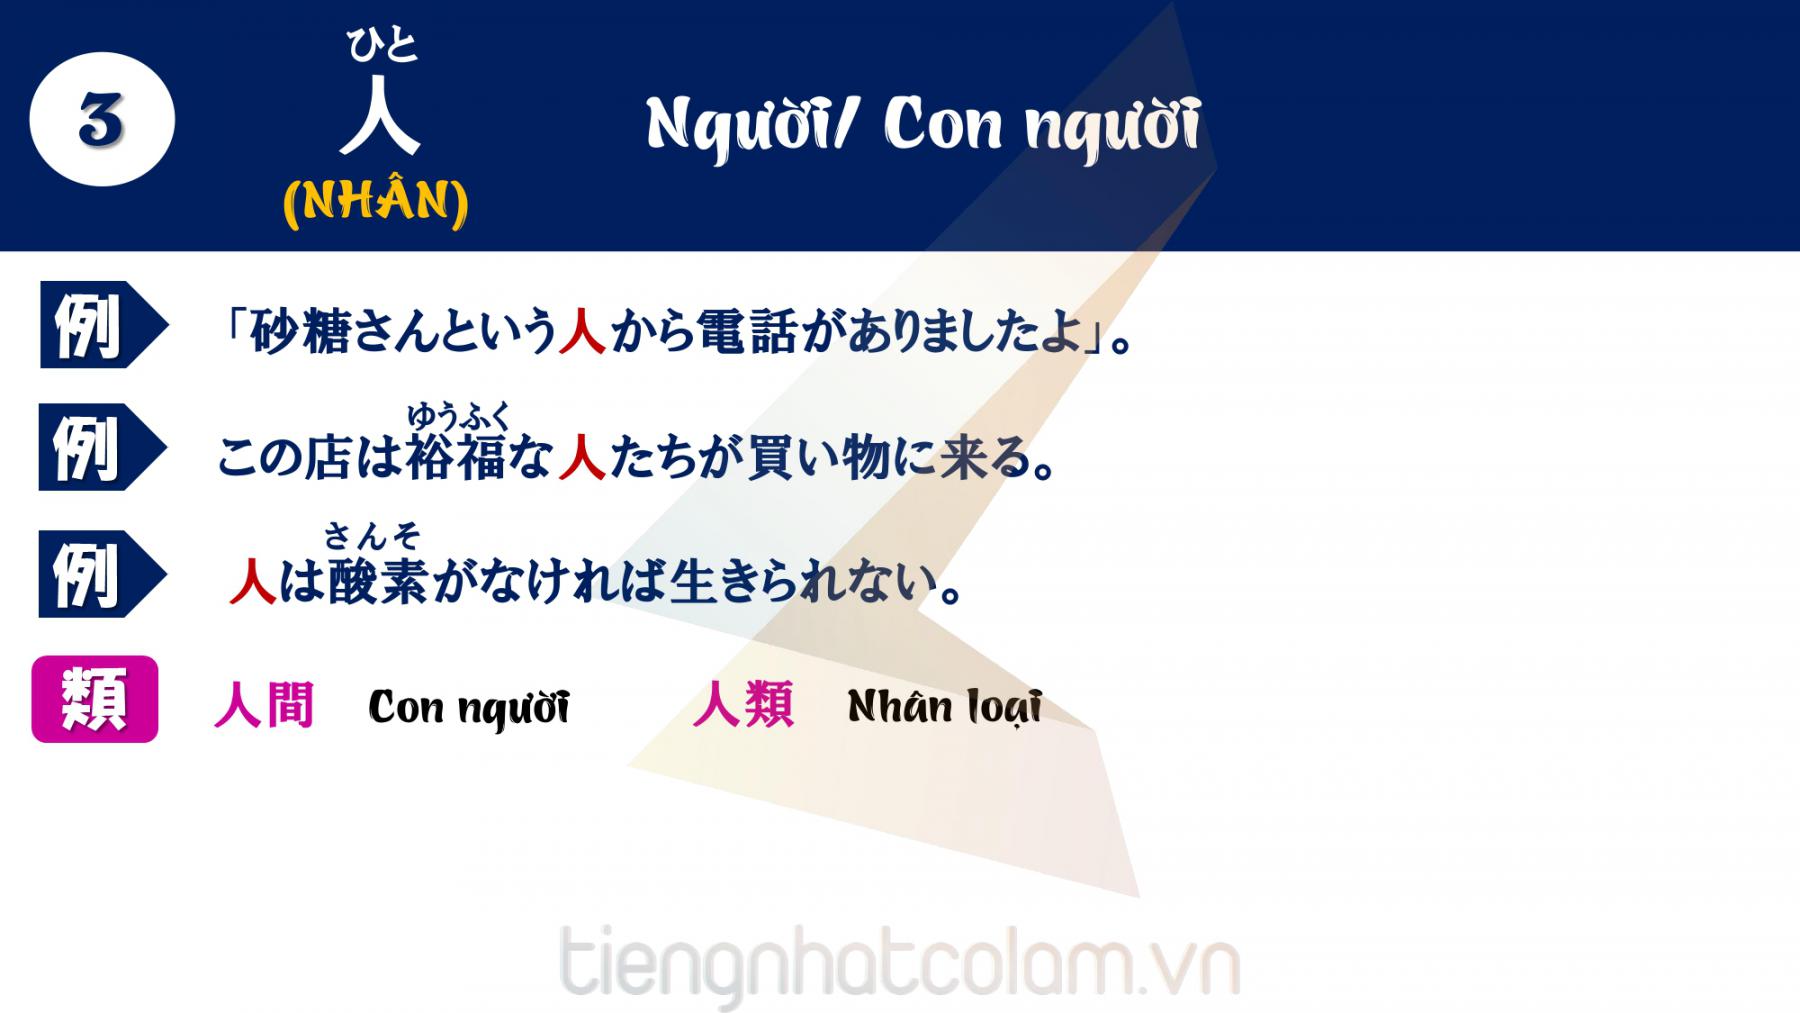 3
ひと
人
(NHÂN)
Người/ Con người
例 「砂糖さんという人から電話がありましたよ」。
ゆうふく
例 この店は裕福な人たちが買い物に来る。
さんそ
例 人は酸素がなければ生きられない。
類 人間 Con người 人類 Nhân loại
tiengnhatcolam.vn